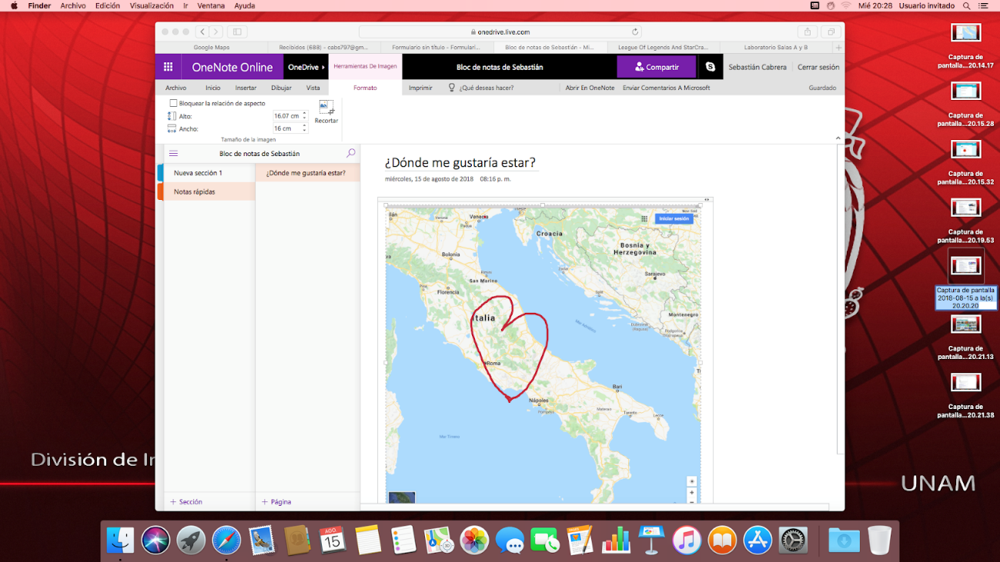 Finder Archivo Edición Visualización Ir Ventana Ayuda Mié 20:28 Usuario invitado
onedrive.live.com
Google Maps Recibidos (688) - cabs797@gm... Formulario sin título - Formulari... Bloc de notas de Sebastián - Mi... League Of Legends And StarCra... Laboratorio Salas A y B
OneNote Online OneDrive Herramientas De Imagen Bloc de notas de Sebastián Compartir Sebastián Cabrera Cerrar sesión
Archivo Inicio Insertar Dibujar Vista Formato Imprimir ¿Qué deseas hacer? Abrir En OneNote Enviar Comentarios A Microsoft Guardado
Bloquear la relación de aspecto
Alto: 16.07 cm
Ancho: 16 cm
Recortar
Tamaño de la imagen
Bloc de notas de Sebastián
Nueva sección 1
Notas rápidas
¿Dónde me gustaría estar?
+ Sección
+ Página
¿Dónde me gustaría estar?
miércoles, 15 de agosto de 2018 08:16 p. m.
Iniciar sesión
Venecia
Padua
Croacia
Bosnia y
Herzegovina
Bolonia
Sarajevo
San Marino
Florencia
Italia
Montenegro
Mar Adriático
Dubrovnik
Roma
Bari
Nápoles
Pompeya
Matera
Taranto
Lecce
Mar Tirreno
Captura de
pantalla...20.14.17
Captura de
pantalla...20.15.28
Captura de
pantalla...20.15.32
Captura de
pantalla...20.19.53
Captura de pantalla
2018-08-15 a la(s)
20.20.20
Captura de
pantalla...20.21.13
Captura de
pantalla...20.21.38
División de In
UNAM
AGO.
15
3D